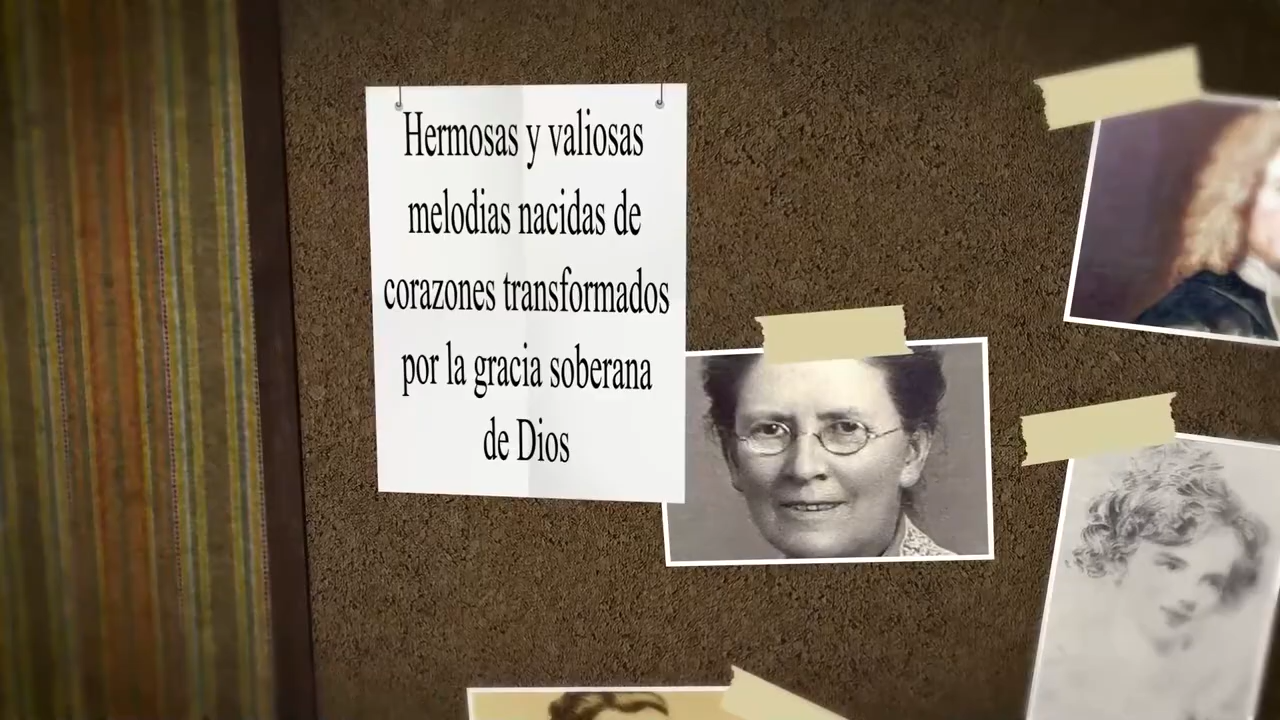 Hermosas y valiosas
melodias nacidas de
corazones transformados
por la gracia soberana
de Dios